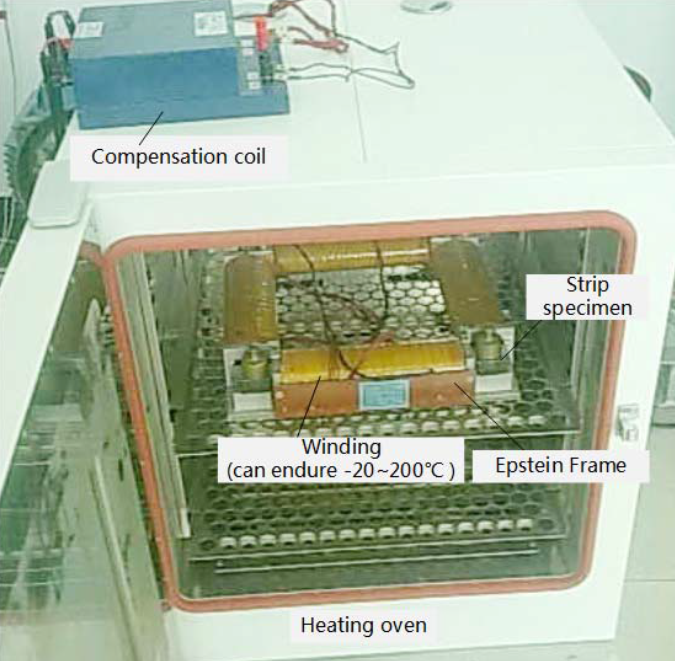 Compensation coil
Strip
specimen
Winding
(can endure -20~200℃ )
Epstein Frame
Heating oven